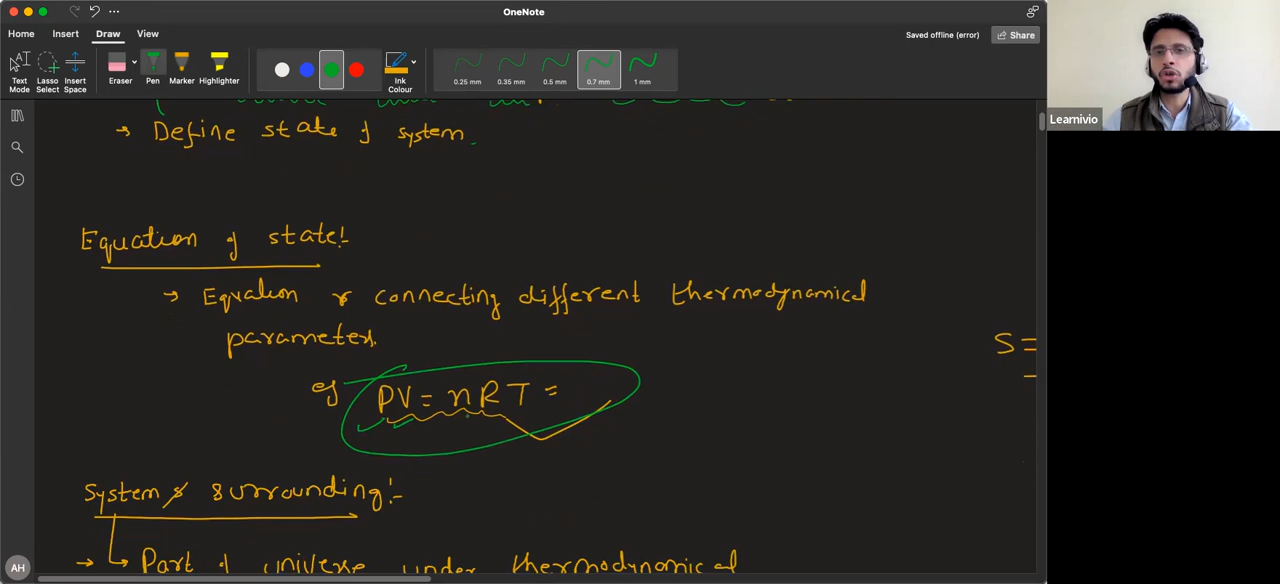 OneNote
Home Insert Draw View
Saved offline (error) Share
Text Mode Lasso Select Insert Space Eraser Pen Marker Highlighter Ink Colour 0.25 mm 0.35 mm 0.5 mm 0.7 mm 1 mm
Learnivio
→ Define state of system
Equation of state:-
→ Equation connecting different thermodynamical
parameters.
S =
eg PV = nRT =
System & surrounding:-
→ Part of universe under thermodynamical
AH